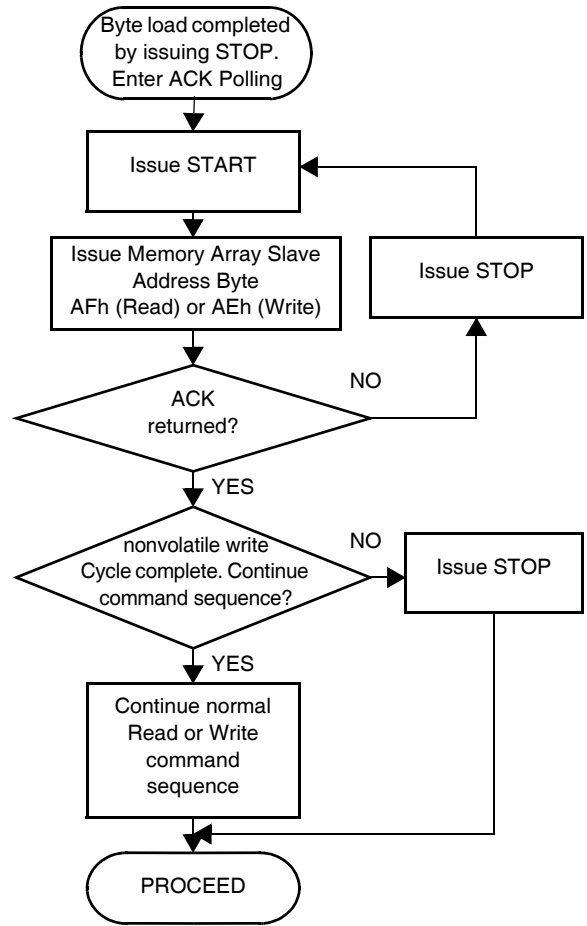 Byte load completed
by issuing STOP.
Enter ACK Polling
Issue START
Issue Memory Array Slave
Address Byte
AFh (Read) or AEh (Write)
Issue STOP
ACK
returned?
NO
YES
nonvolatile write
Cycle complete. Continue
command sequence?
NO
Issue STOP
YES
Continue normal
Read or Write
command
sequence
PROCEED